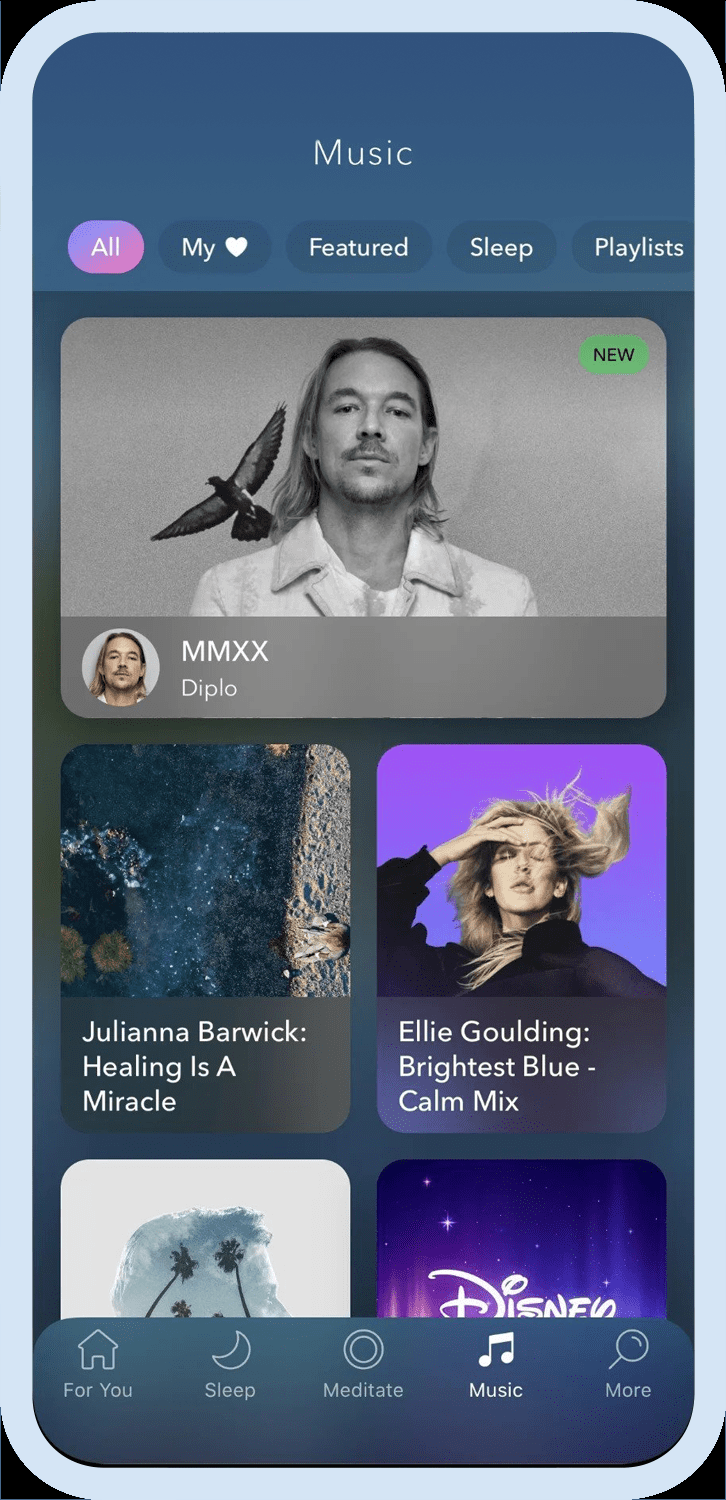 Music
All
My
Featured
Sleep
Playlists
NEW
MMXX
Diplo
Julianna Barwick:
Healing Is A
Miracle
Ellie Goulding:
Brightest Blue -
Calm Mix
Disney
For You
Sleep
Meditate
Music
More